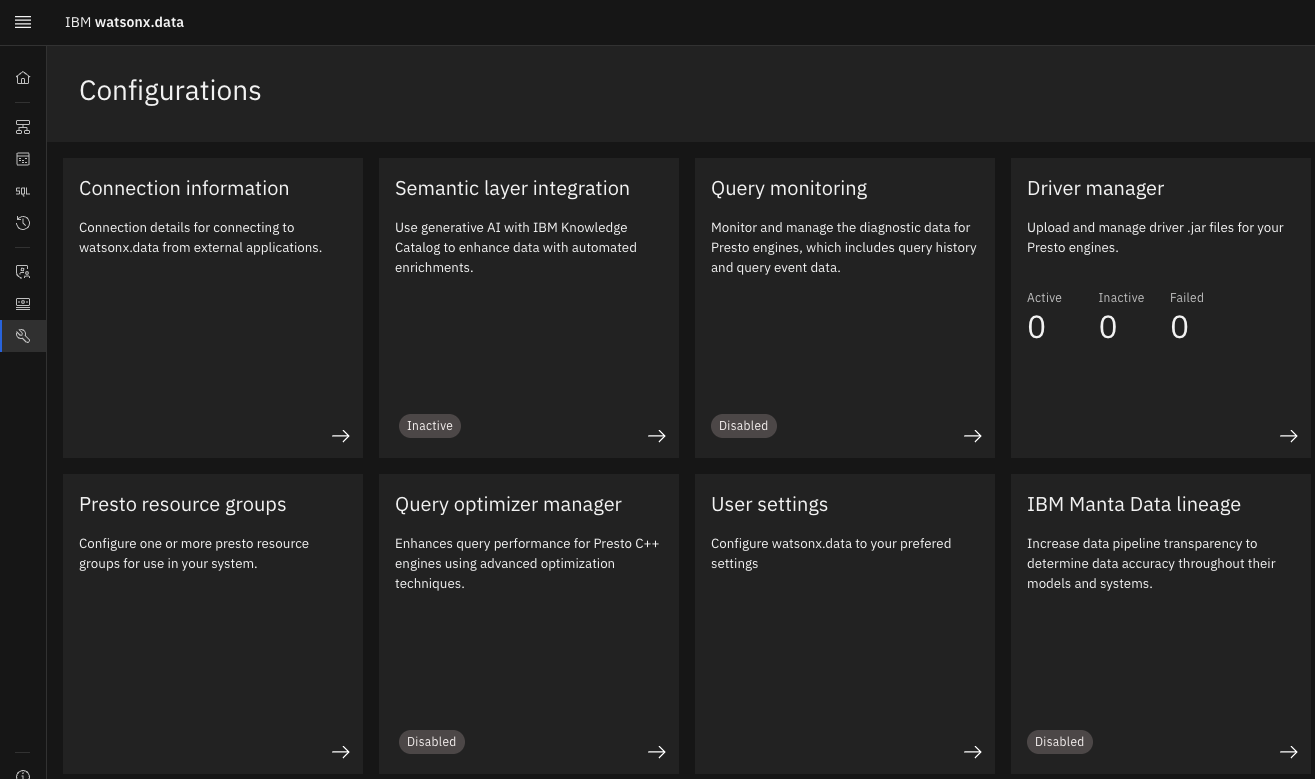 IBM watsonx.data
Configurations
Connection information
Connection details for connecting to
watsonx.data from external applications.
Semantic layer integration
Use generative AI with IBM Knowledge
Catalog to enhance data with automated
enrichments.
Inactive
Query monitoring
Monitor and manage the diagnostic data for
Presto engines, which includes query history
and query event data.
Disabled
Driver manager
Upload and manage driver .jar files for your
Presto engines.
Active Inactive Failed
0 0 0
SQL
Presto resource groups
Configure one or more presto resource
groups for use in your system.
Query optimizer manager
Enhances query performance for Presto C++
engines using advanced optimization
techniques.
Disabled
User settings
Configure watsonx.data to your prefered
settings
IBM Manta Data lineage
Increase data pipeline transparency to
determine data accuracy throughout their
models and systems.
Disabled